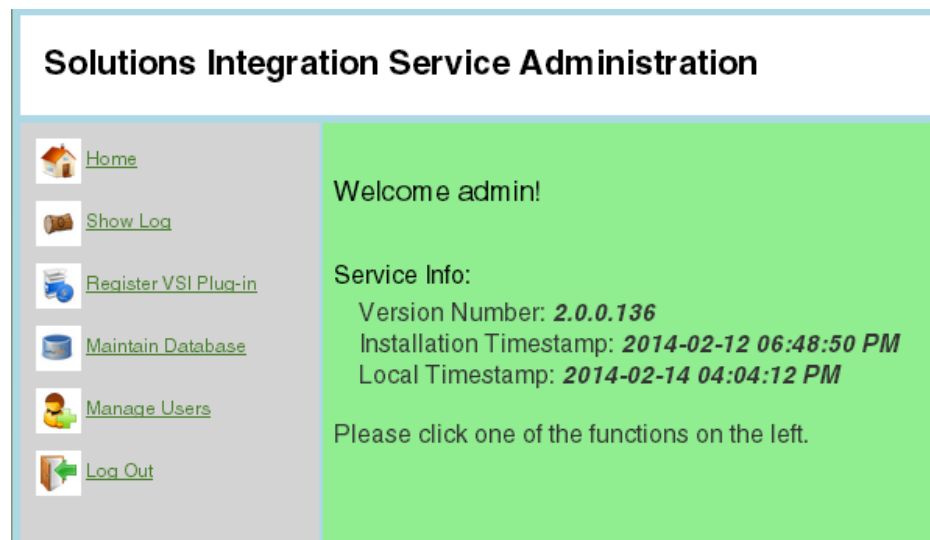 Solutions Integration Service Administration
Home
Show Log
Register VSI Plug-in
Maintain Database
Manage Users
Log Out
Welcome admin!
Service Info:
Version Number: 2.0.0.136
Installation Timestamp: 2014-02-12 06:48:50 PM
Local Timestamp: 2014-02-14 04:04:12 PM
Please click one of the functions on the left.